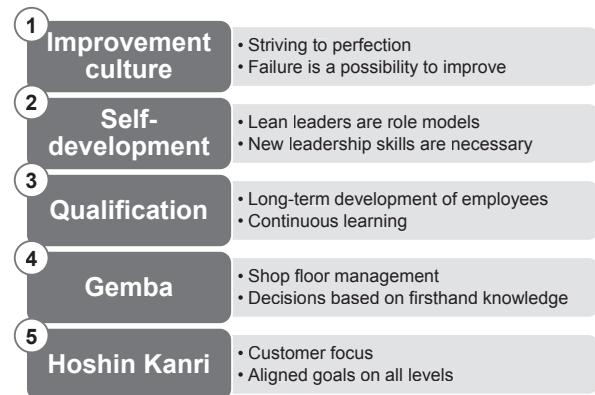 1
Improvement
culture
• Striving to perfection
• Failure is a possibility to improve
2
Self-
development
• Lean leaders are role models
• New leadership skills are necessary
3
Qualification
• Long-term development of employees
• Continuous learning
4
Gemba
• Shop floor management
• Decisions based on firsthand knowledge
5
Hoshin Kanri
• Customer focus
• Aligned goals on all levels